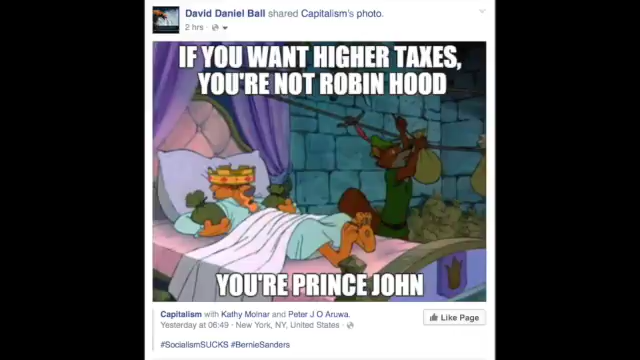 David Daniel Ball shared Capitalism's photo.
2 hrs ·
IF YOU WANT HIGHER TAXES,
YOU'RE NOT ROBIN HOOD
YOU'RE PRINCE JOHN
Capitalism with Kathy Molnar and Peter J O Aruwa.
Yesterday at 06:49 · New York, NY, United States ·
Like Page
#SocialismSUCKS #BernieSanders